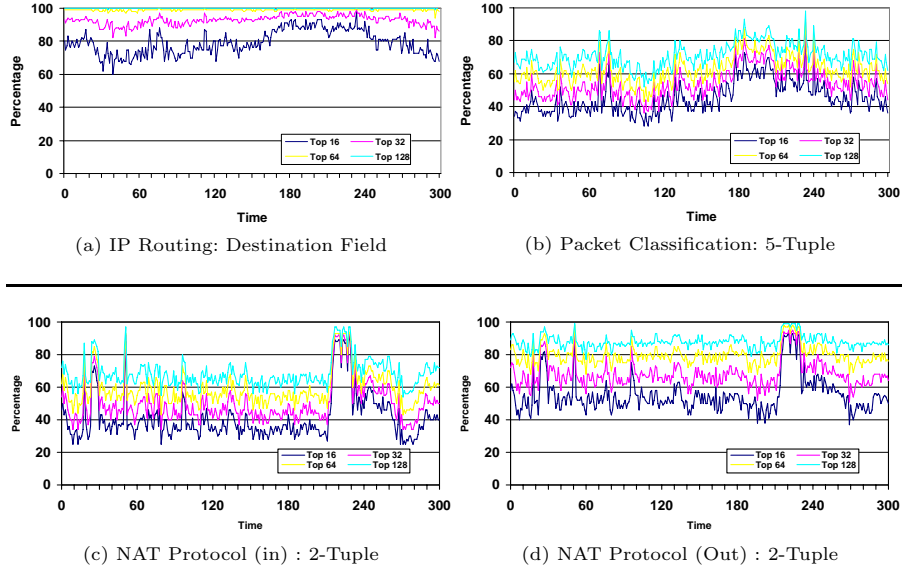 100
80
60
40
20
0
Percentage
Top 16 Top 32
Top 64 Top 128
0 60 120 180 240 300
Time
(a) IP Routing: Destination Field
100
80
60
40
20
0
Percentage
Top 16 Top 32
Top 64 Top 128
0 60 120 180 240 300
Time
(b) Packet Classification: 5-Tuple
100
80
60
40
20
0
Percentage
Top 16 Top 32
Top 64 Top 128
0 60 120 180 240 300
Time
(c) NAT Protocol (in) : 2-Tuple
100
80
60
40
20
0
Percentage
Top 16 Top 32
Top 64 Top 128
0 60 120 180 240 300
Time
(d) NAT Protocol (Out) : 2-Tuple